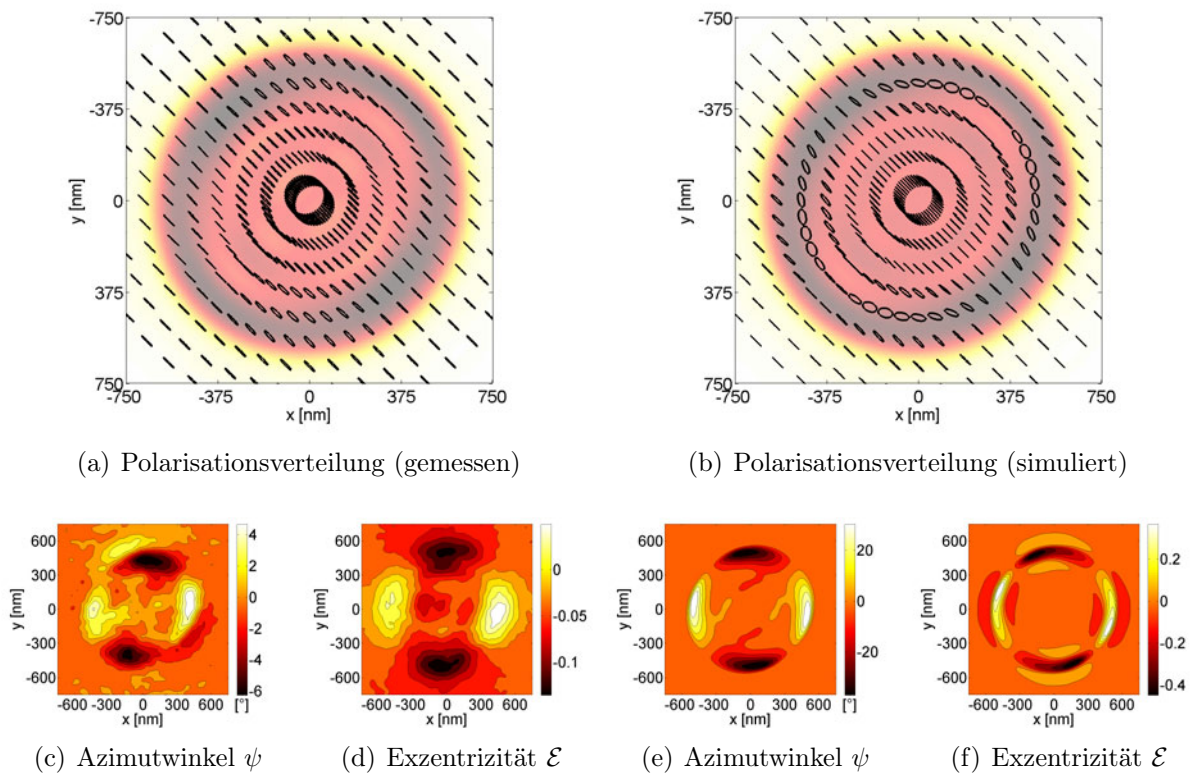 -750
-375
0
375
750
y [nm]
-750 -375 0 375 750
x [nm]
(a) Polarisationsverteilung (gemessen)
-750
-375
0
375
750
y [nm]
-750 -375 0 375 750
x [nm]
(b) Polarisationsverteilung (simuliert)
600
300
0
-300
-600
y [nm]
-600 -300 0 300 600
x [nm]
4
2
0
-2
-4
-6
[°]
(c) Azimutwinkel ψ
600
300
0
-300
-600
y [nm]
-600 -300 0 300 600
x [nm]
0
-0.05
-0.1
(d) Exzentrizität ℰ
600
300
0
-300
-600
y [nm]
-600 -300 0 300 600
x [nm]
20
0
-20
[°]
(e) Azimutwinkel ψ
600
300
0
-300
-600
y [nm]
-600 -300 0 300 600
x [nm]
0.2
0
-0.2
-0.4
(f) Exzentrizität ℰ